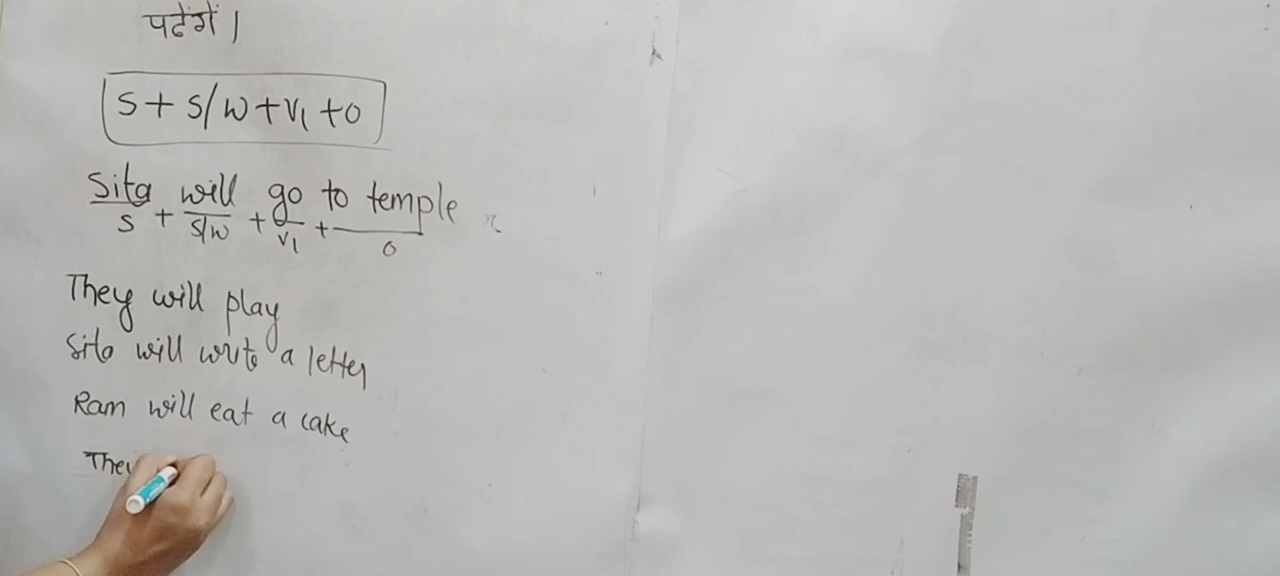 पढेंगें।
S + S/W + V₁ + O
Sita will go to temple
S + S/W + V₁ + O
They will play
Sita will write a letter
Ram will eat a cake
They